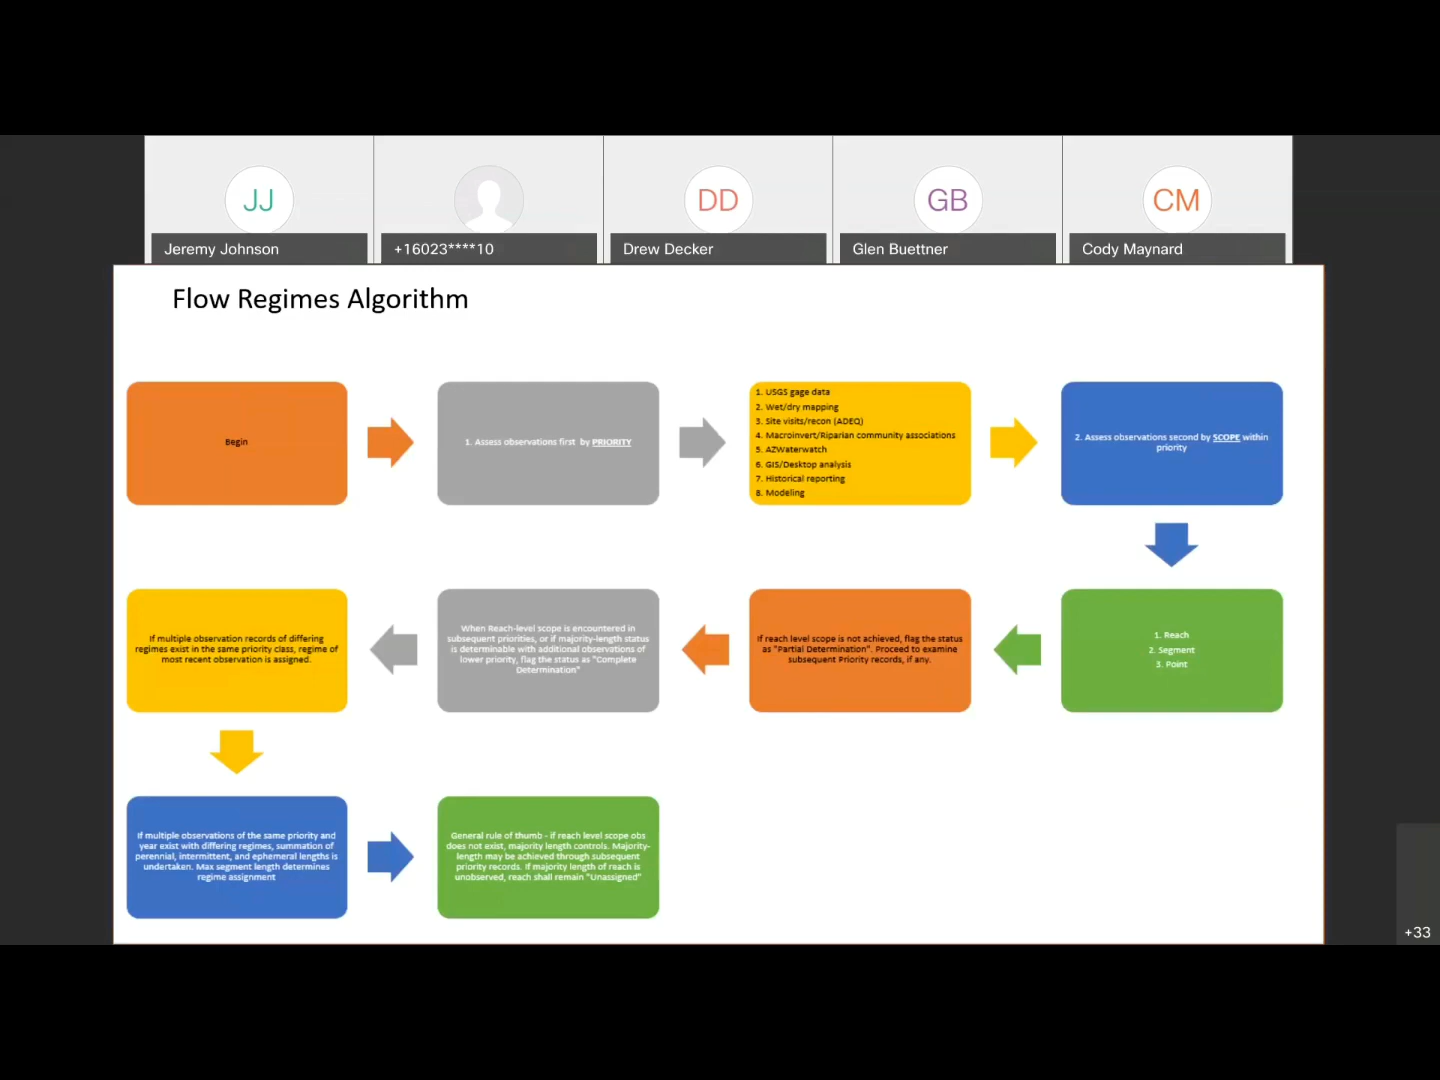 JJ
DD
GB
CM
Jeremy Johnson
+16023****10
Drew Decker
Glen Buettner
Cody Maynard
Flow Regimes Algorithm
Begin
1. Assess observations first by PRIORITY
1. USGS gage data
2. Wet/dry mapping
3. Site visits/recon (ADEQ)
4. Macroinvert/Riparian community associations
5. AZWaterwatch
6. GIS/Desktop analysis
7. Historical reporting
8. Modeling
2. Assess observations second by SCOPE within
priority
1. Reach
2. Segment
3. Point
If reach level scope is not achieved, flag the status
as "Partial Determination". Proceed to examine
subsequent Priority records, if any.
When Reach-level scope is encountered in
subsequent priorities, or if majority-length status
is determinable with additional observations of
lower priority, flag the status as "Complete
Determination"
If multiple observation records of differing
regimes exist in the same priority class, regime of
most recent observation is assigned.
If multiple observations of the same priority and
year exist with differing regimes, summation of
perennial, intermittent, and ephemeral lengths is
undertaken. Max segment length determines
regime assignment
General rule of thumb - if reach level scope obs
does not exist, majority length controls. Majority-
length may be achieved through subsequent
priority records. If majority length of reach is
unobserved, reach shall remain "Unassigned"
+33